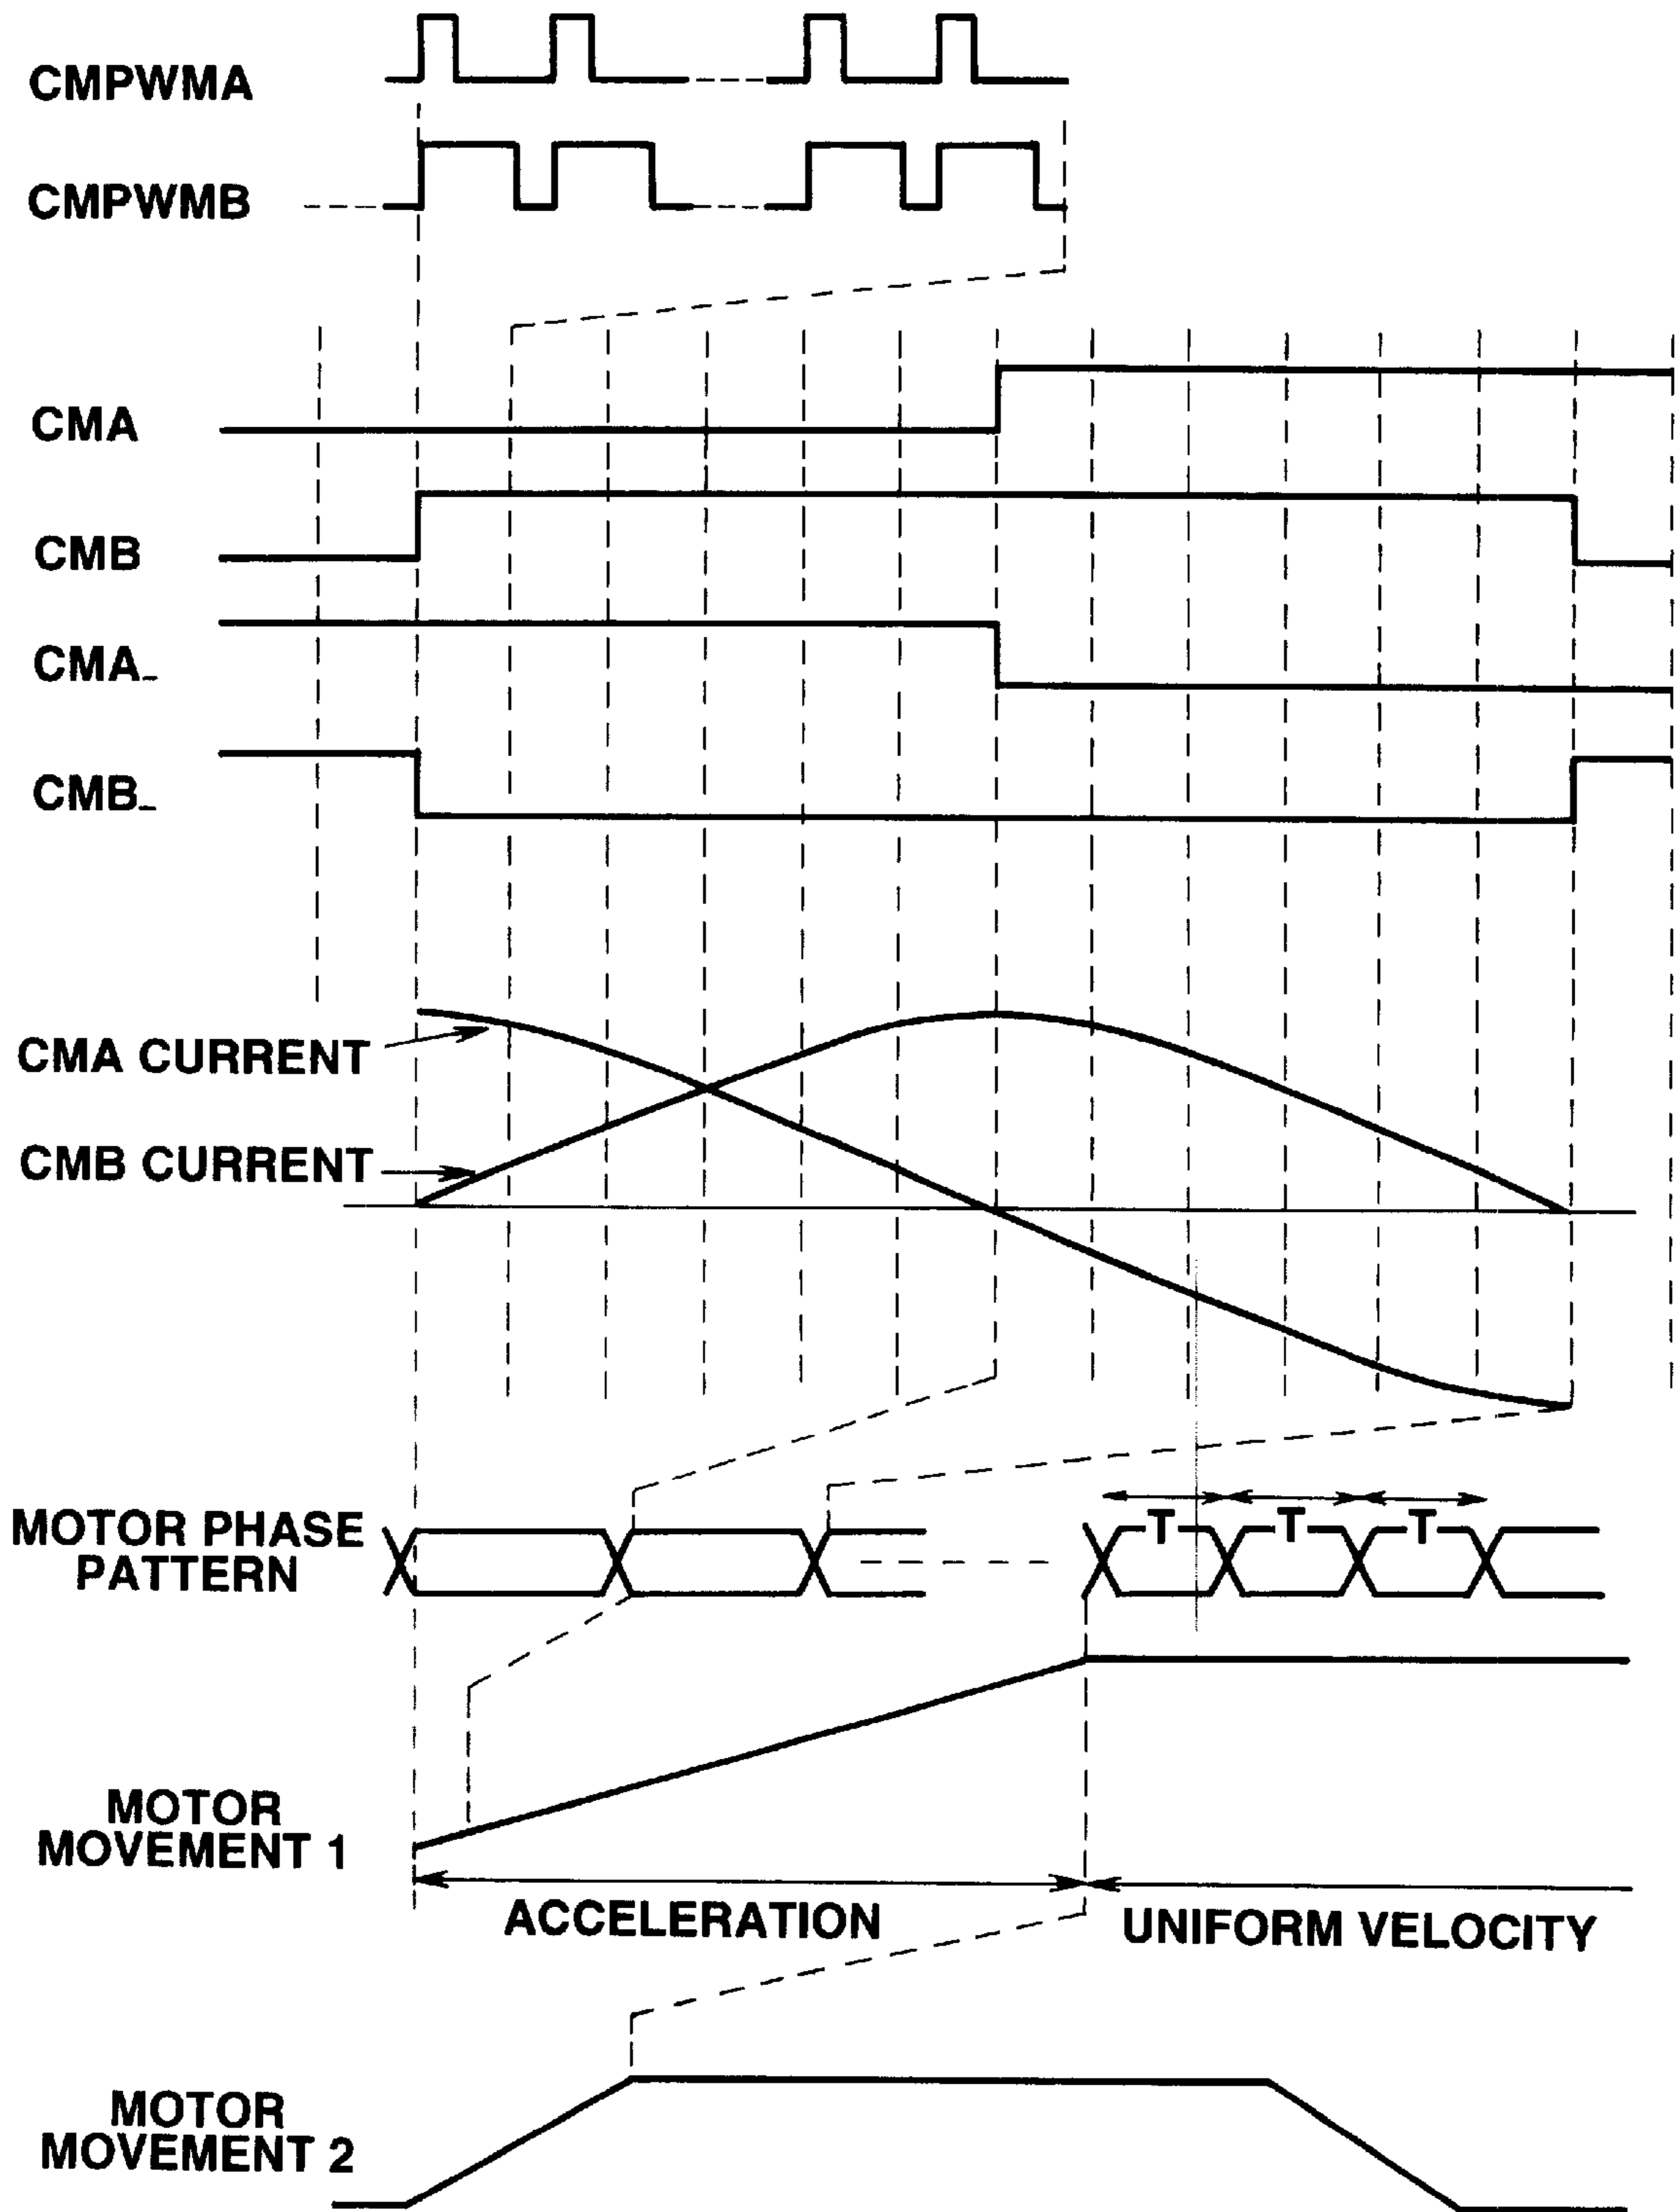 CMPWMA
CMPWMB
CMA
CMB
CMA_
CMB_
CMA CURRENT
CMB CURRENT
MOTOR PHASE
PATTERN
T T T
MOTOR
MOVEMENT 1
ACCELERATION
UNIFORM VELOCITY
MOTOR
MOVEMENT 2